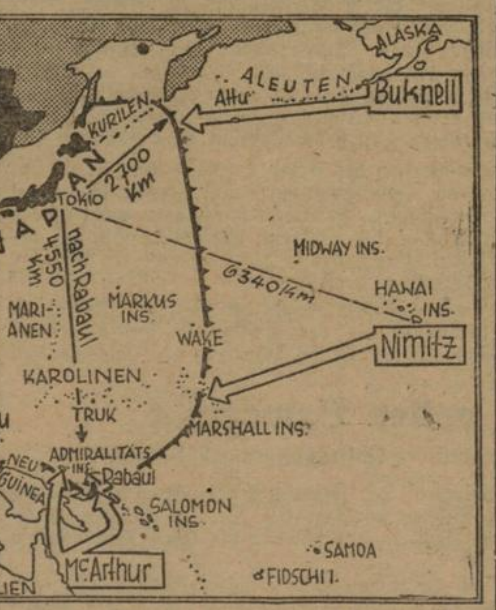 ALASKA
ALEUTEN
Attu
Buknell
KURILEN
2700
km
Tokio
APAN
nach Rabaul
4550
km
6340 km
MIDWAY INS.
HAWAI
INS.
MARI-
ANEN
MARKUS
INS.
WAKE
Nimitz
KAROLINEN
TRUK
MARSHALL INS.
ADMIRALITÄTS
INS.
NEU
GUINEA
Rabaul
SALOMON
INS.
McArthur
SAMOA
FIDSCHI I.
IEN